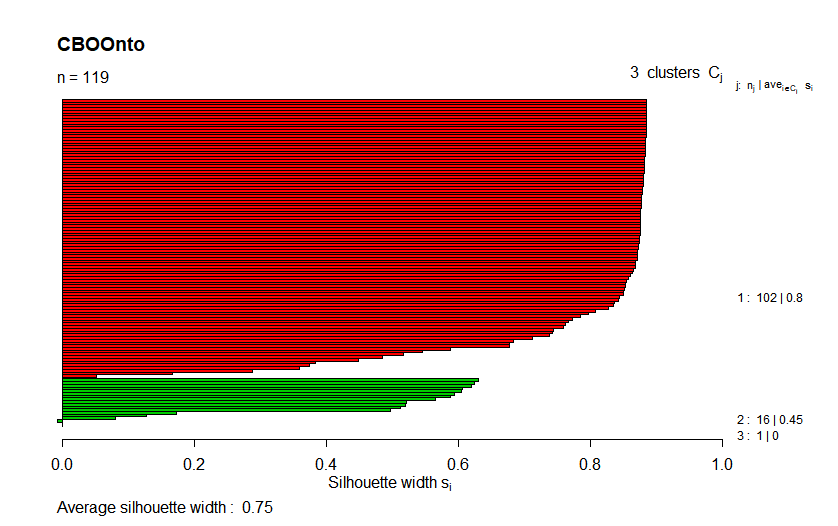 CBOOnto
n = 119
3 clusters Cj
j: nj | avei∈Cj si
1 : 102 | 0.8
2 : 16 | 0.45
3 : 1 | 0
0.0 0.2 0.4 0.6 0.8 1.0
Silhouette width si
Average silhouette width : 0.75